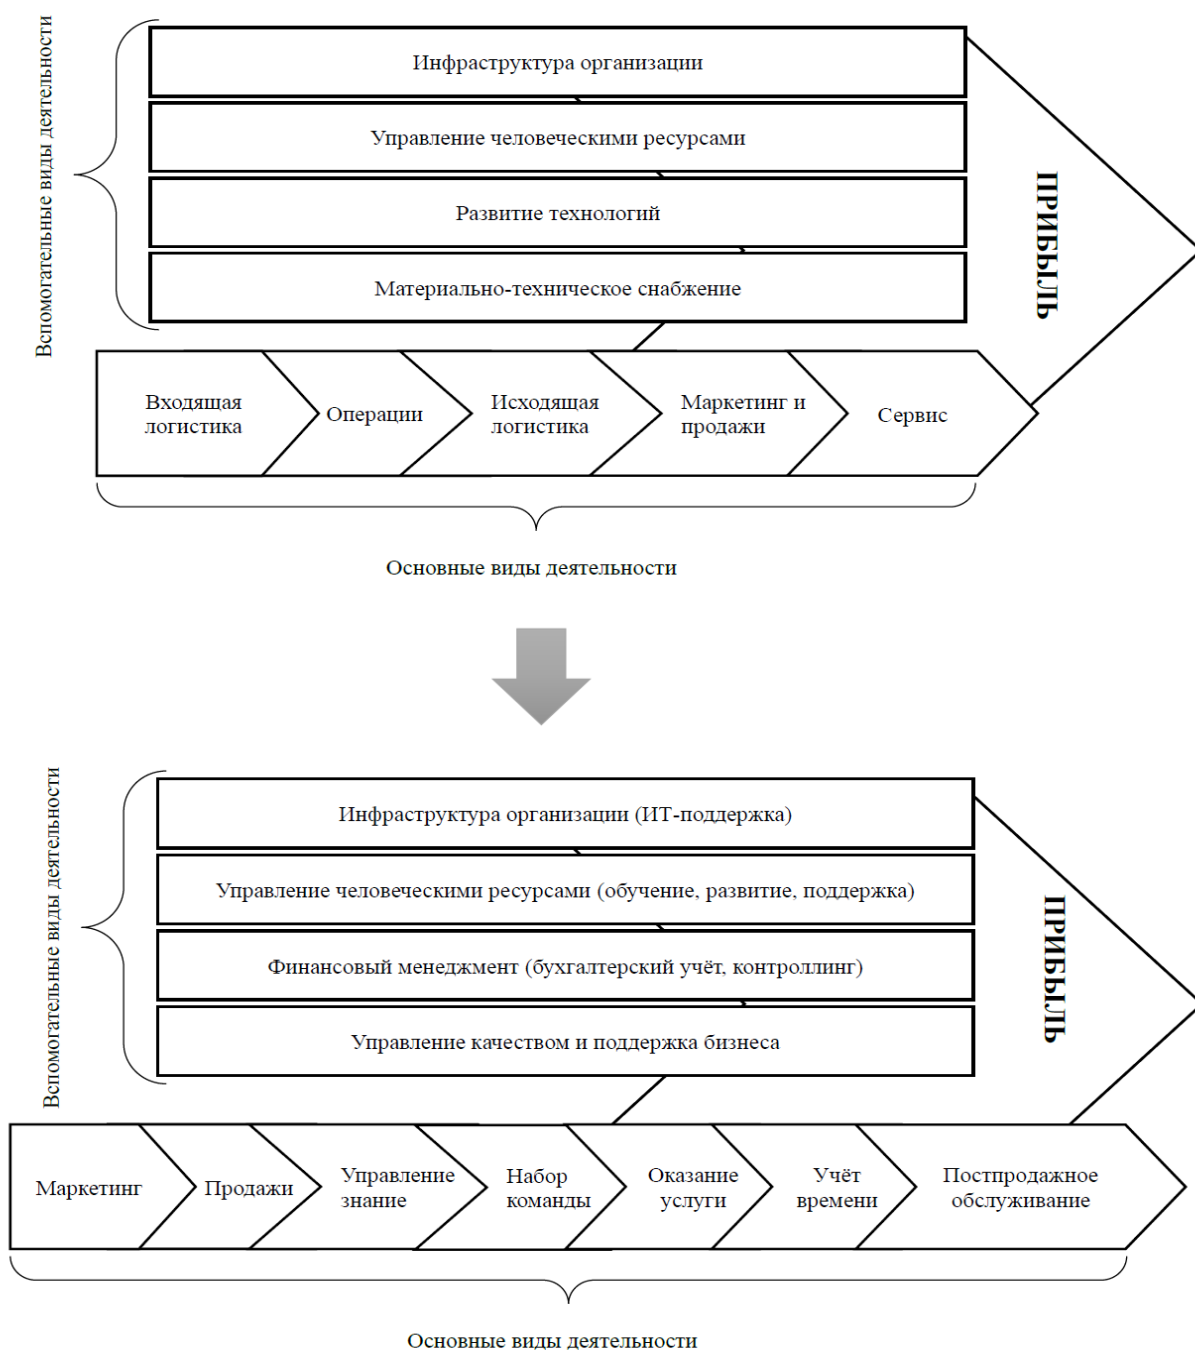 Вспомогательные виды деятельности
Инфраструктура организации
Управление человеческими ресурсами
Развитие технологий
Материально-техническое снабжение
ПРИБЫЛЬ
Входящая
логистика
Операции
Исходящая
логистика
Маркетинг и
продажи
Сервис
Основные виды деятельности
Вспомогательные виды деятельности
Инфраструктура организации (ИТ-поддержка)
Управление человеческими ресурсами (обучение, развитие, поддержка)
Финансовый менеджмент (бухгалтерский учёт, контроллинг)
Управление качеством и поддержка бизнеса
ПРИБЫЛЬ
Маркетинг
Продажи
Управление
знание
Набор
команды
Оказание
услуги
Учёт
времени
Постпродажное
обслуживание
Основные виды деятельности